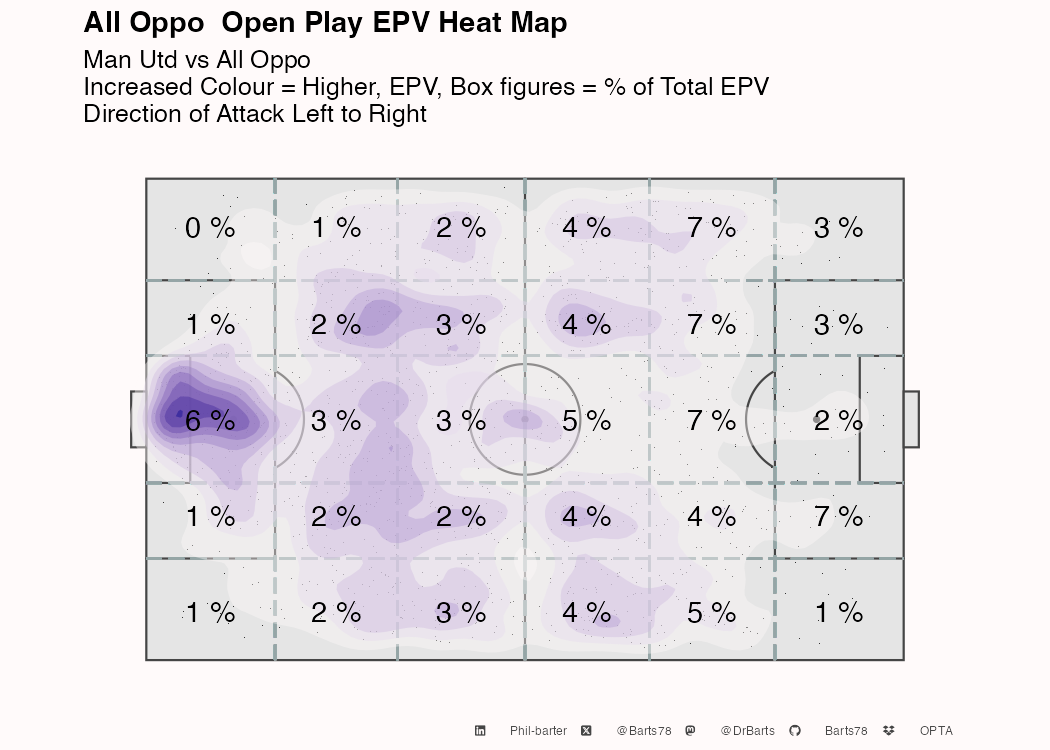 All Oppo  Open Play EPV Heat Map
Man Utd vs All Oppo
Increased Colour = Higher, EPV, Box figures = % of Total EPV
Direction of Attack Left to Right
0 % 1 % 2 % 4 % 7 % 3 %
1 % 2 % 3 % 4 % 7 % 3 %
6 % 3 % 3 % 5 % 7 % 2 %
1 % 2 % 2 % 4 % 4 % 7 %
1 % 2 % 3 % 4 % 5 % 1 %
Phil-barter @Barts78 @DrBarts Barts78 OPTA